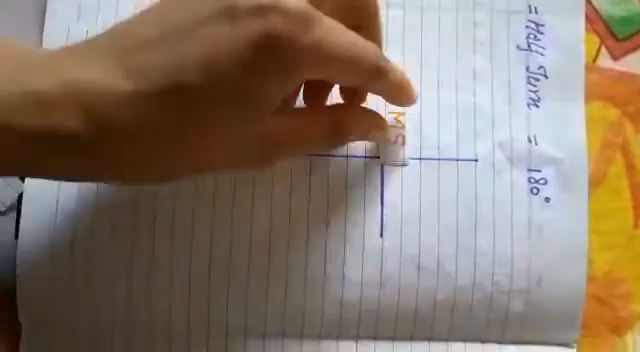 = Half Turn = 180°